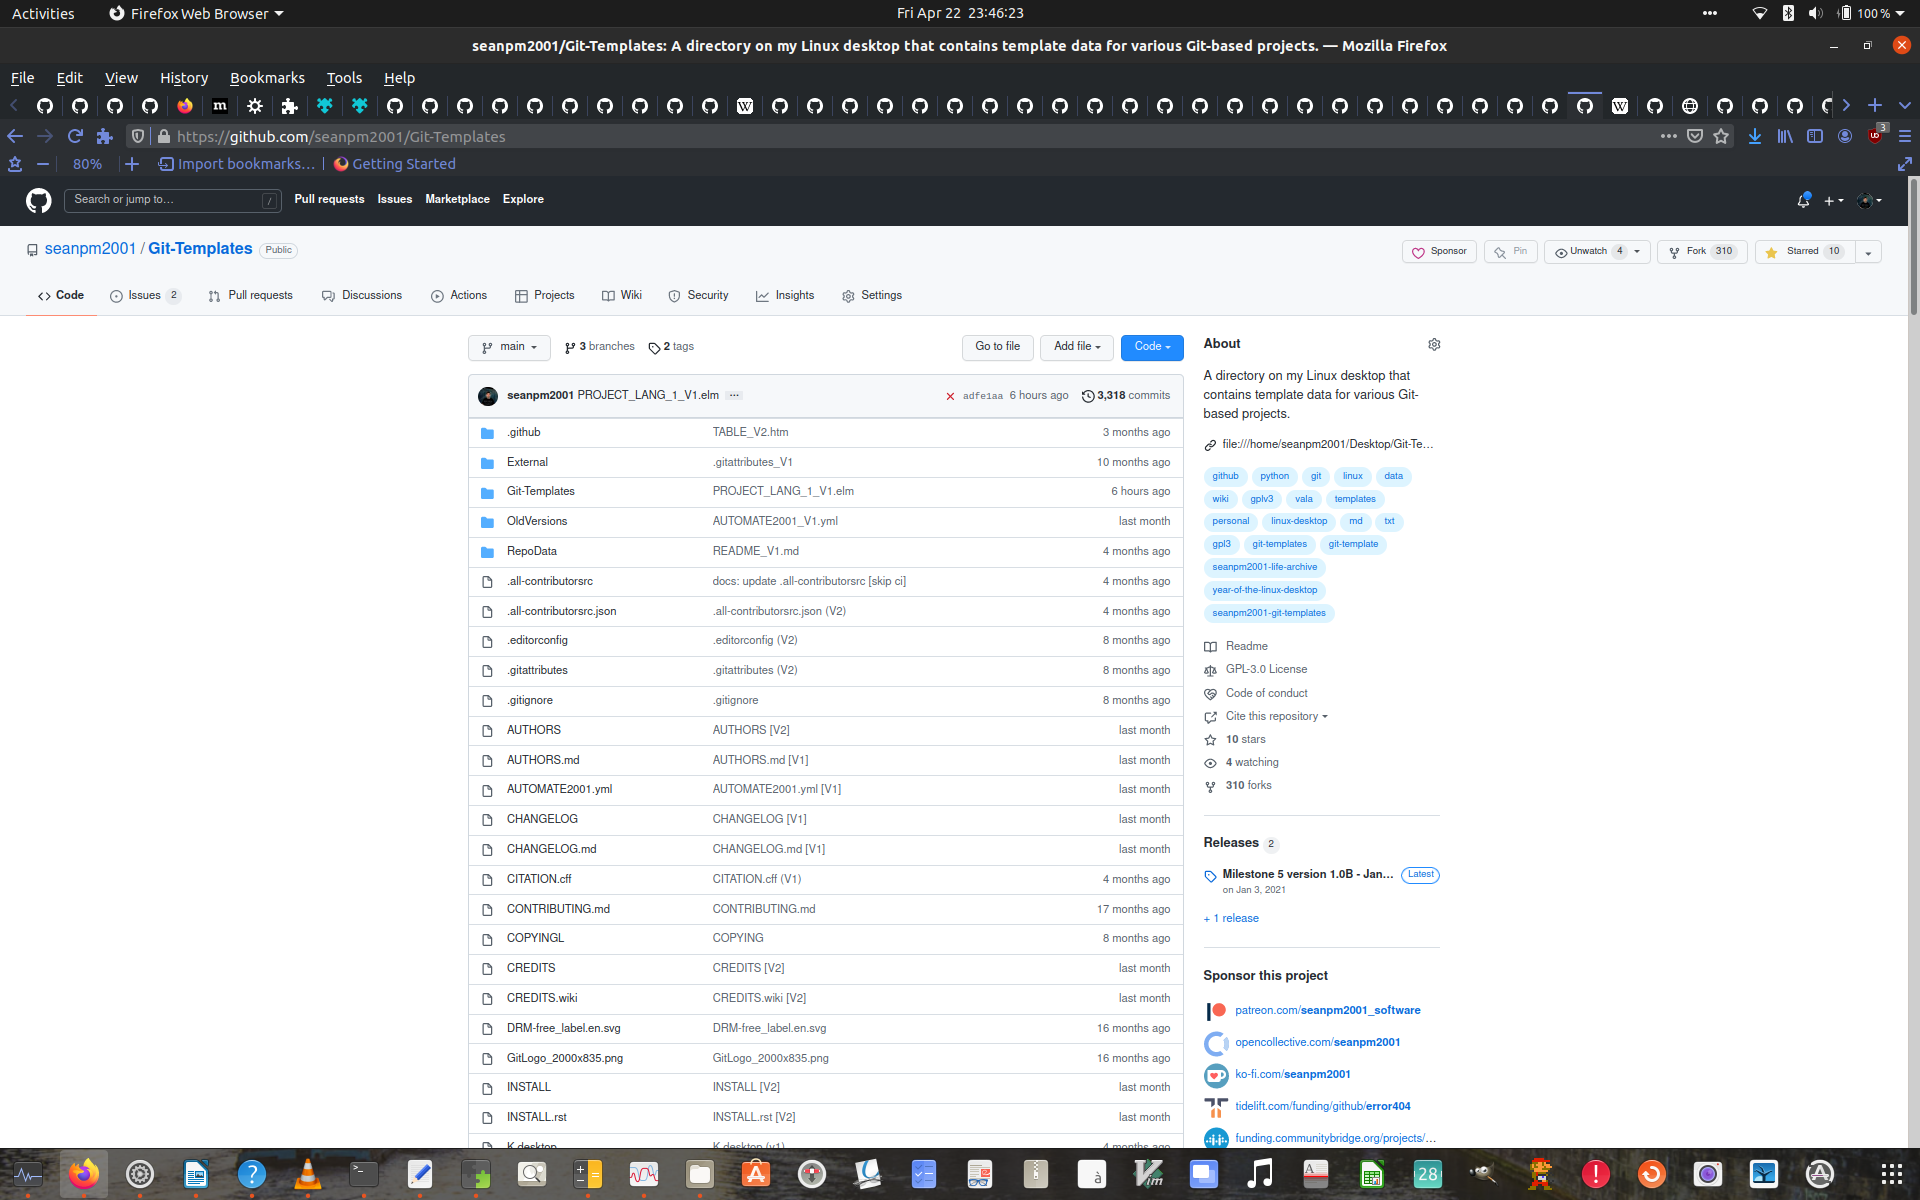 Activities Firefox Web Browser Fri Apr 22 23:46:23 100 %
seanpm2001/Git-Templates: A directory on my Linux desktop that contains template data for various Git-based projects. — Mozilla Firefox
File Edit View History Bookmarks Tools Help
https://github.com/seanpm2001/Git-Templates 3
80% Import bookmarks… Getting Started
Search or jump to… / Pull requests Issues Marketplace Explore
seanpm2001 / Git-Templates Public Sponsor Pin Unwatch 4 Fork 310 Starred 10
Code Issues 2 Pull requests Discussions Actions Projects Wiki Security Insights Settings
main 3 branches 2 tags Go to file Add file Code
seanpm2001 PROJECT_LANG_1_V1.elm ... adfe1aa 6 hours ago 3,318 commits
.github TABLE_V2.htm 3 months ago
External .gitattributes_V1 10 months ago
Git-Templates PROJECT_LANG_1_V1.elm 6 hours ago
OldVersions AUTOMATE2001_V1.yml last month
RepoData README_V1.md 4 months ago
.all-contributorsrc docs: update .all-contributorsrc [skip ci] 4 months ago
.all-contributorsrc.json .all-contributorsrc.json (V2) 4 months ago
.editorconfig .editorconfig (V2) 8 months ago
.gitattributes .gitattributes (V2) 8 months ago
.gitignore .gitignore 8 months ago
AUTHORS AUTHORS [V2] last month
AUTHORS.md AUTHORS.md [V1] last month
AUTOMATE2001.yml AUTOMATE2001.yml [V1] last month
CHANGELOG CHANGELOG [V1] last month
CHANGELOG.md CHANGELOG.md [V1] last month
CITATION.cff CITATION.cff (V1) 4 months ago
CONTRIBUTING.md CONTRIBUTING.md 17 months ago
COPYINGL COPYING 8 months ago
CREDITS CREDITS [V2] last month
CREDITS.wiki CREDITS.wiki [V2] last month
DRM-free_label.en.svg DRM-free_label.en.svg 16 months ago
GitLogo_2000x835.png GitLogo_2000x835.png 16 months ago
INSTALL INSTALL [V2] last month
INSTALL.rst INSTALL.rst [V2] last month
K.desktop K.desktop (v1) 4 months ago
About
A directory on my Linux desktop that
contains template data for various Git-
based projects.
file:///home/seanpm2001/Desktop/Git-Te…
github python git linux data
wiki gplv3 vala templates
personal linux-desktop md txt
gpl3 git-templates git-template
seanpm2001-life-archive
year-of-the-linux-desktop
seanpm2001-git-templates
Readme
GPL-3.0 License
Code of conduct
Cite this repository
10 stars
4 watching
310 forks
Releases 2
Milestone 5 version 1.0B - Jan… Latest
on Jan 3, 2021
+ 1 release
Sponsor this project
patreon.com/seanpm2001_software
opencollective.com/seanpm2001
ko-fi.com/seanpm2001
tidelift.com/funding/github/error404
funding.communitybridge.org/projects/…
28